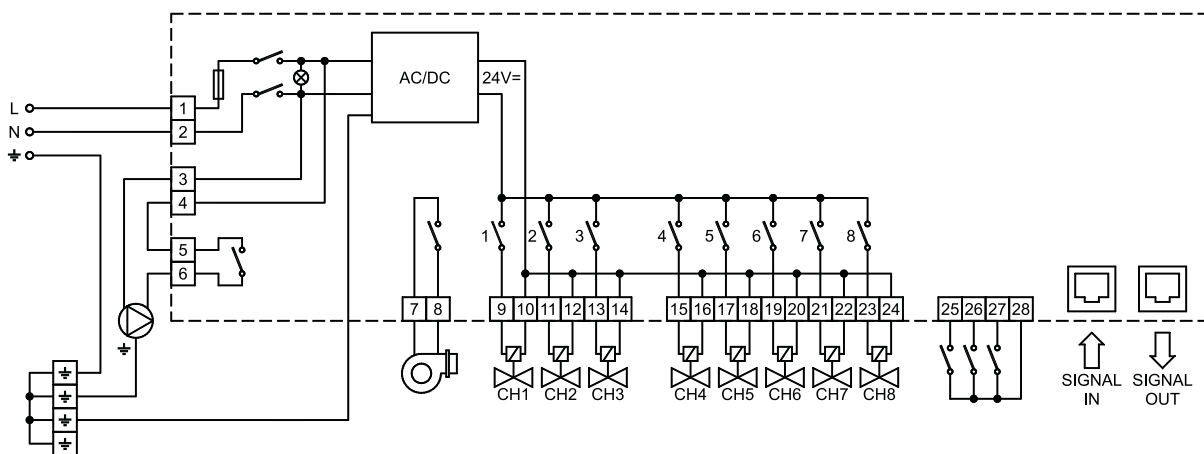 AC/DC
24V=
L
1
N
2
3
4
1
2
3
4
5
6
7
8
5
6
7
8
9
10
11
12
13
14
15
16
17
18
19
20
21
22
23
24
25
26
27
28
CH1
CH2
CH3
CH4
CH5
CH6
CH7
CH8
SIGNAL
IN
SIGNAL
OUT